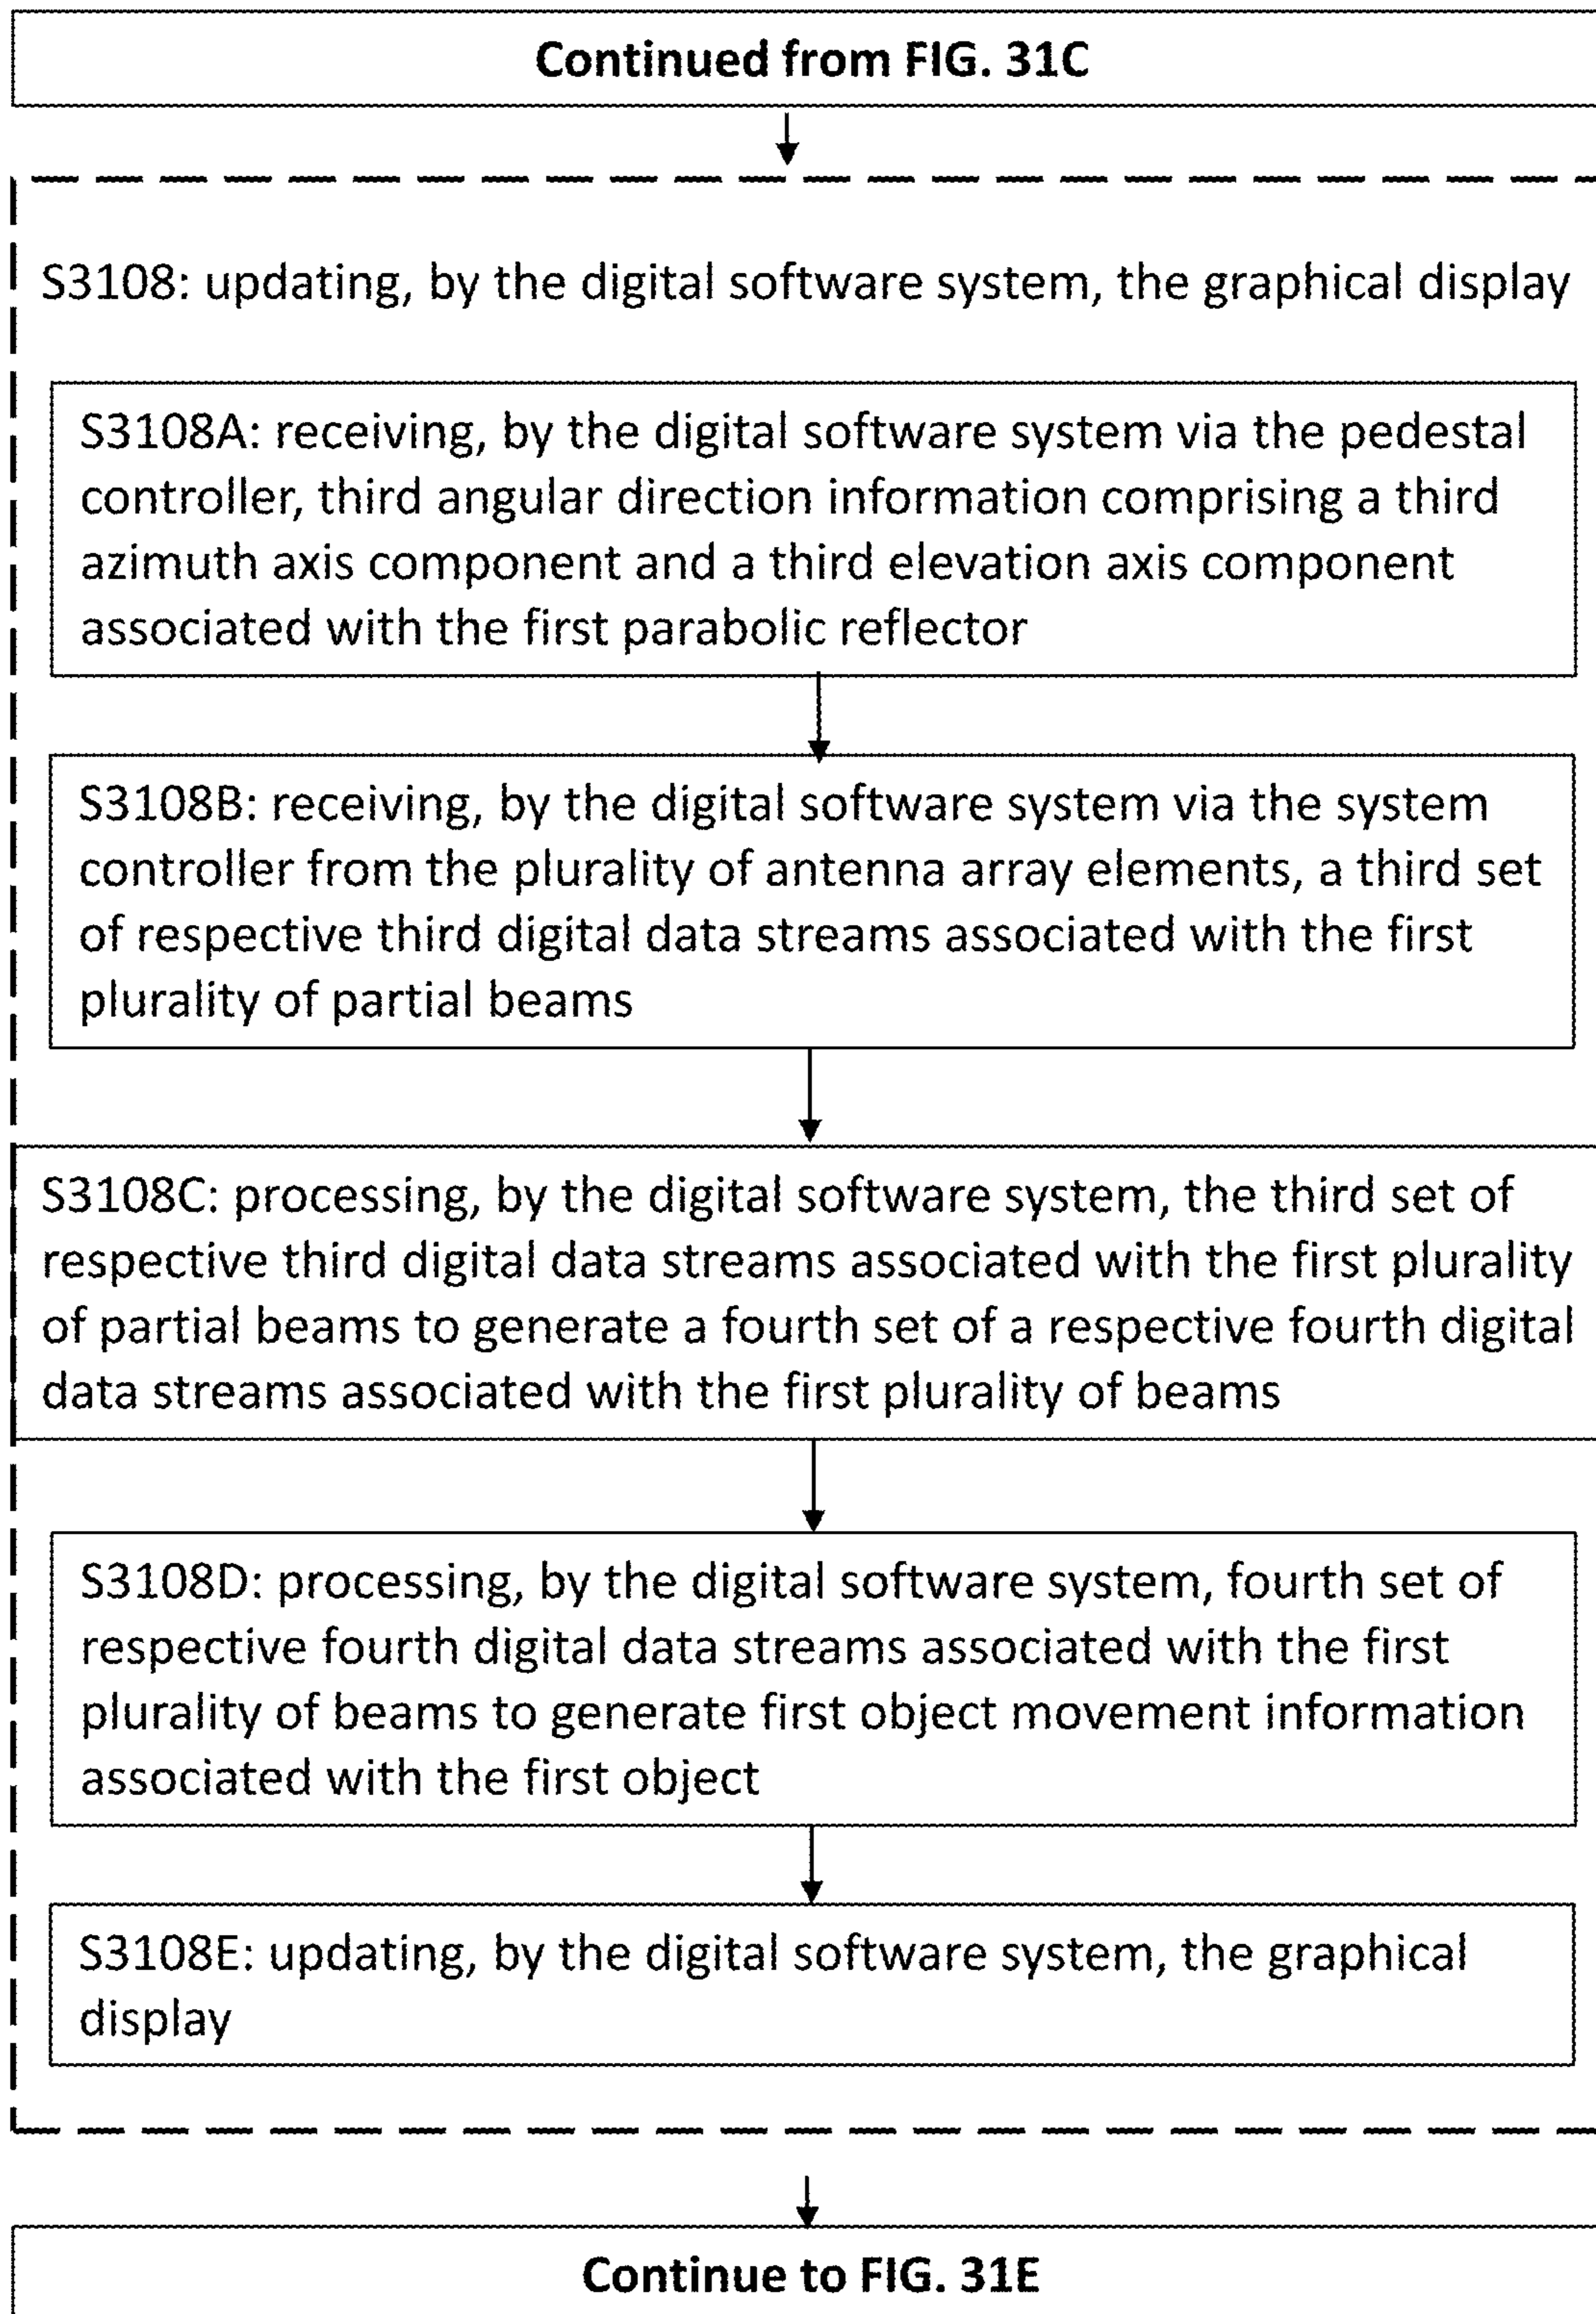 Continued from FIG. 31C
S3108: updating, by the digital software system, the graphical display
S3108A: receiving, by the digital software system via the pedestal
controller, third angular direction information comprising a third
azimuth axis component and a third elevation axis component
associated with the first parabolic reflector
S3108B: receiving, by the digital software system via the system
controller from the plurality of antenna array elements, a third set
of respective third digital data streams associated with the first
plurality of partial beams
S3108C: processing, by the digital software system, the third set of
respective third digital data streams associated with the first plurality
of partial beams to generate a fourth set of a respective fourth digital
data streams associated with the first plurality of beams
S3108D: processing, by the digital software system, fourth set of
respective fourth digital data streams associated with the first
plurality of beams to generate first object movement information
associated with the first object
S3108E: updating, by the digital software system, the graphical
display
Continue to FIG. 31E